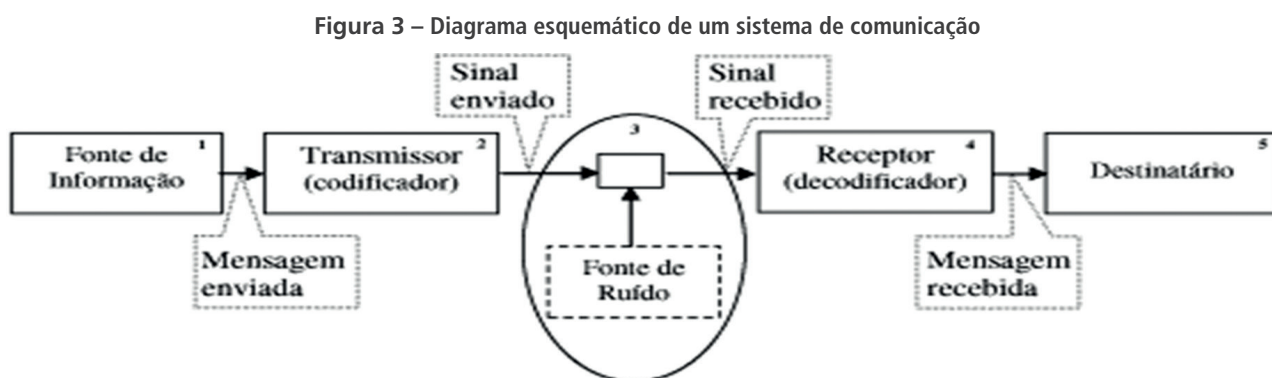 Figura 3 – Diagrama esquemático de um sistema de comunicação
Sinal
enviado
Sinal
recebido
Fonte de
Informação
1
Transmissor
(codificador)
2
3
Receptor
(decodificador)
4
Destinatário
5
Mensagem
enviada
Fonte de
Ruído
Mensagem
recebida